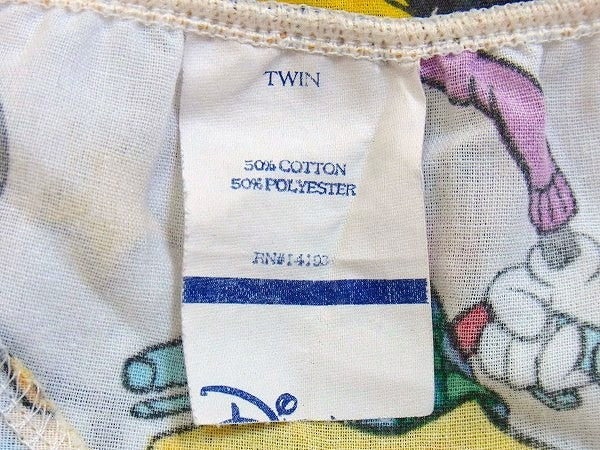 TWIN
50% COTTON
50% POLYESTER
RN#14193